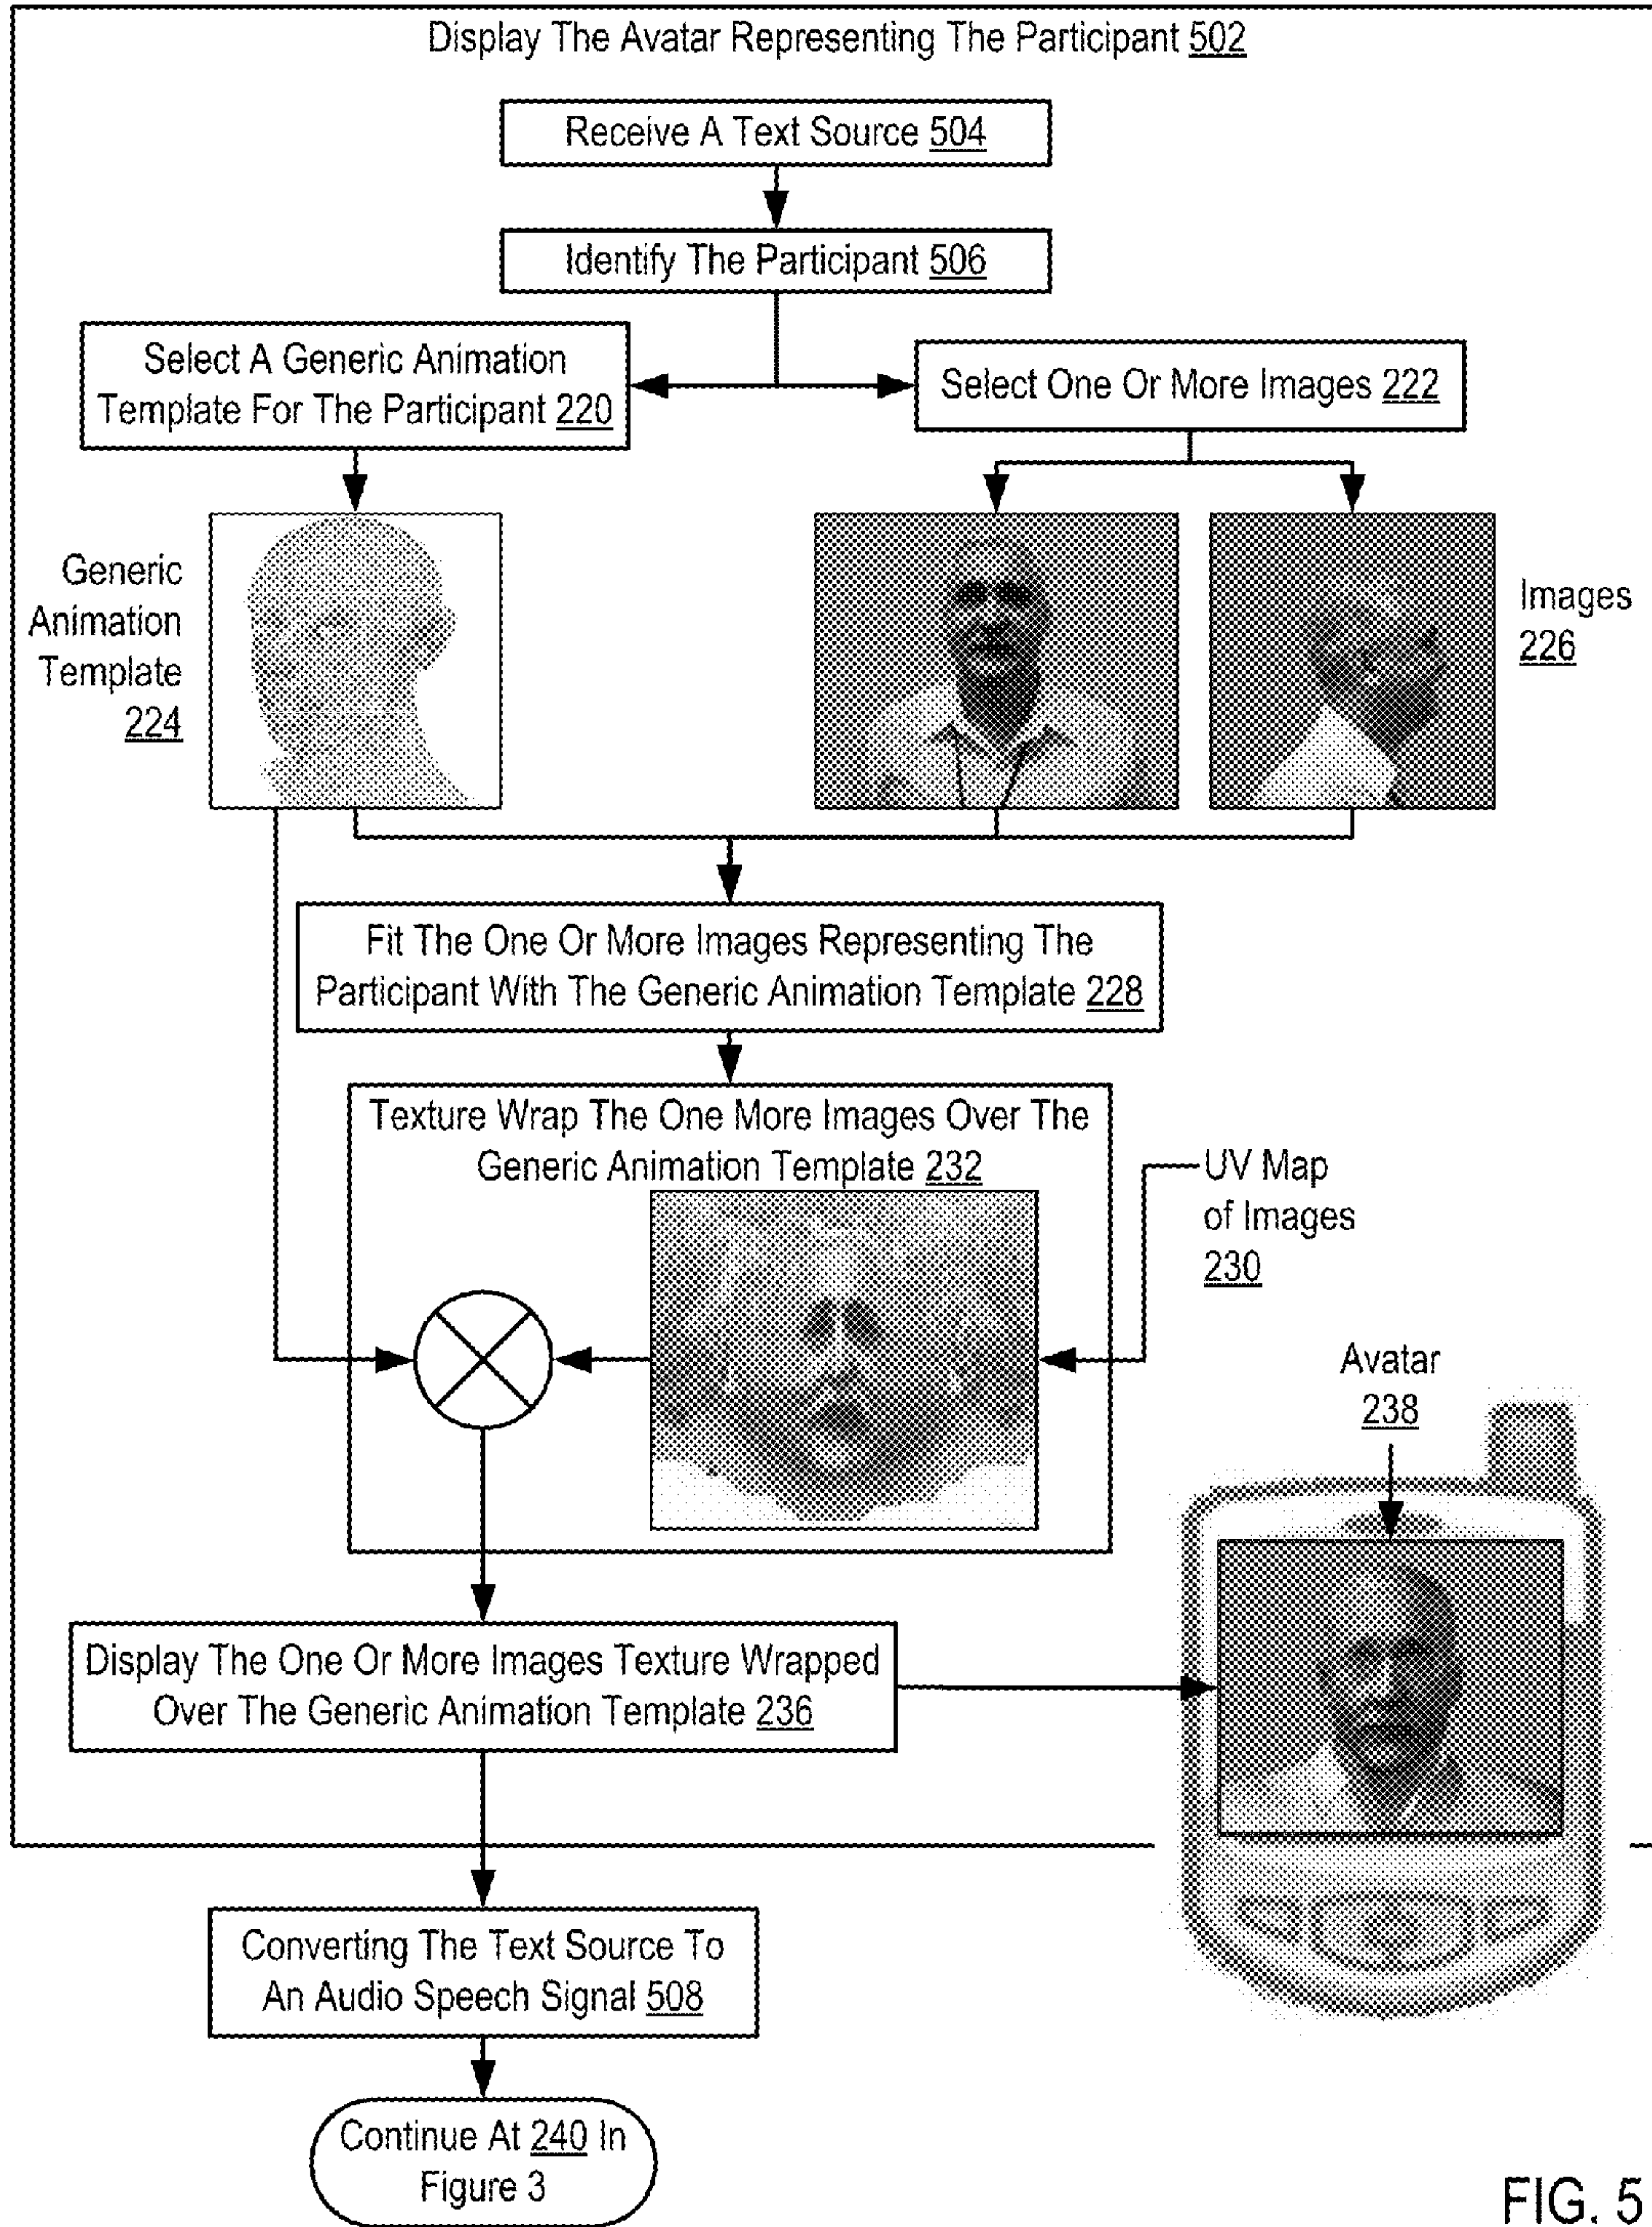 Display The Avatar Representing The Participant 502
Receive A Text Source 504
Identify The Participant 506
Select A Generic Animation
Template For The Participant 220
Select One Or More Images 222
Generic
Animation
Template
224
Images
226
Fit The One Or More Images Representing The
Participant With The Generic Animation Template 228
Texture Wrap The One More Images Over The
Generic Animation Template 232
UV Map
of Images
230
Avatar
238
Display The One Or More Images Texture Wrapped
Over The Generic Animation Template 236
Converting The Text Source To
An Audio Speech Signal 508
Continue At 240 In
Figure 3
FIG. 5